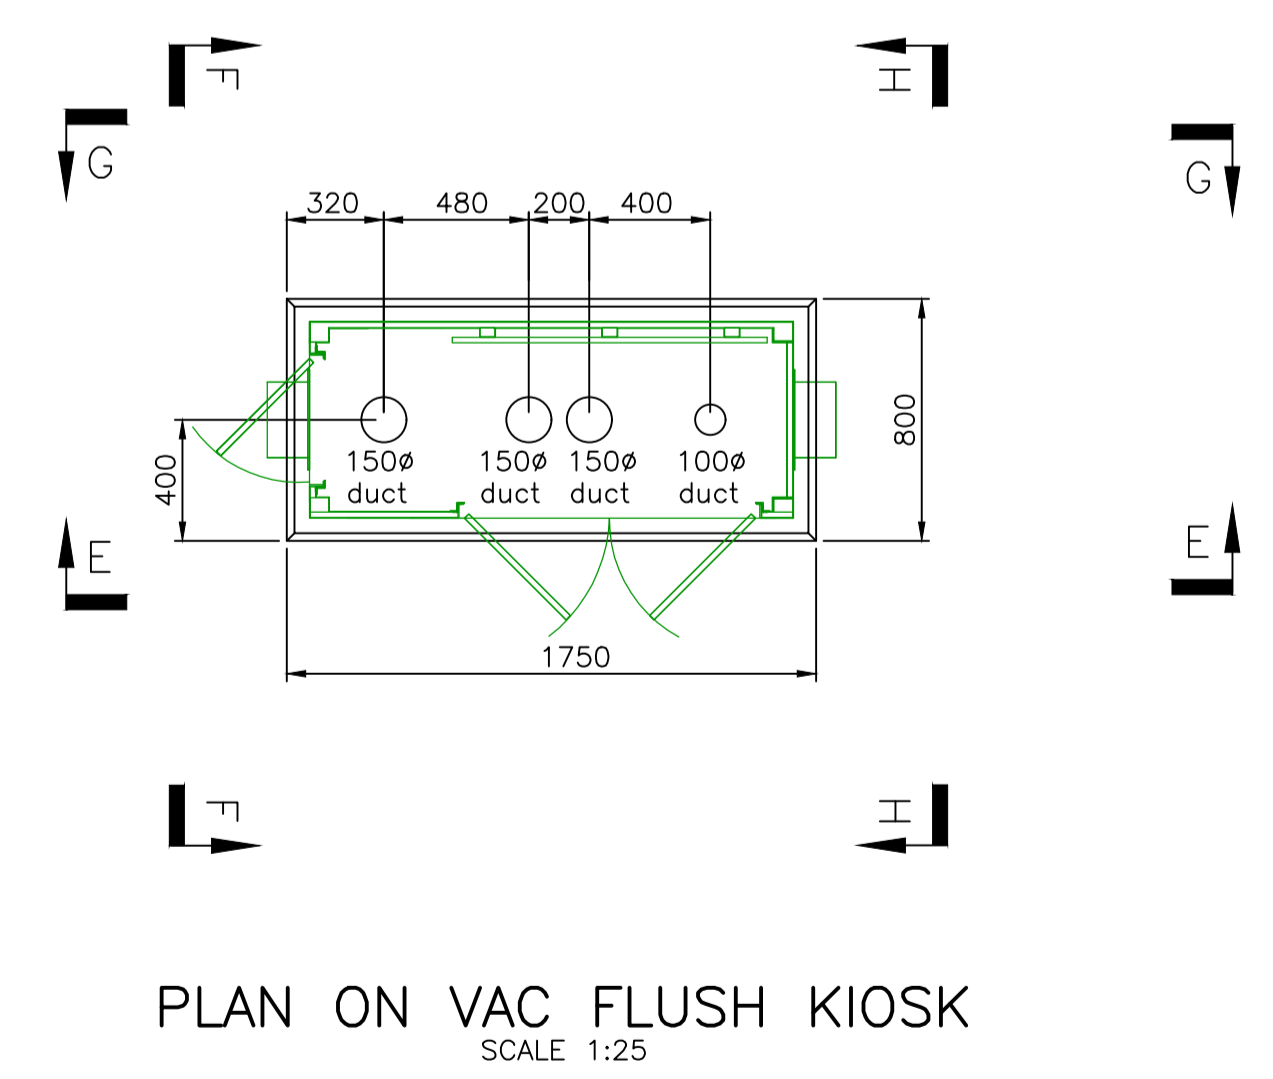 F
H
G
G
320
480
200
400
800
400
150ø duct
150ø duct
150ø duct
100ø duct
E
E
1750
F
H
PLAN ON VAC FLUSH KIOSK
SCALE 1:25